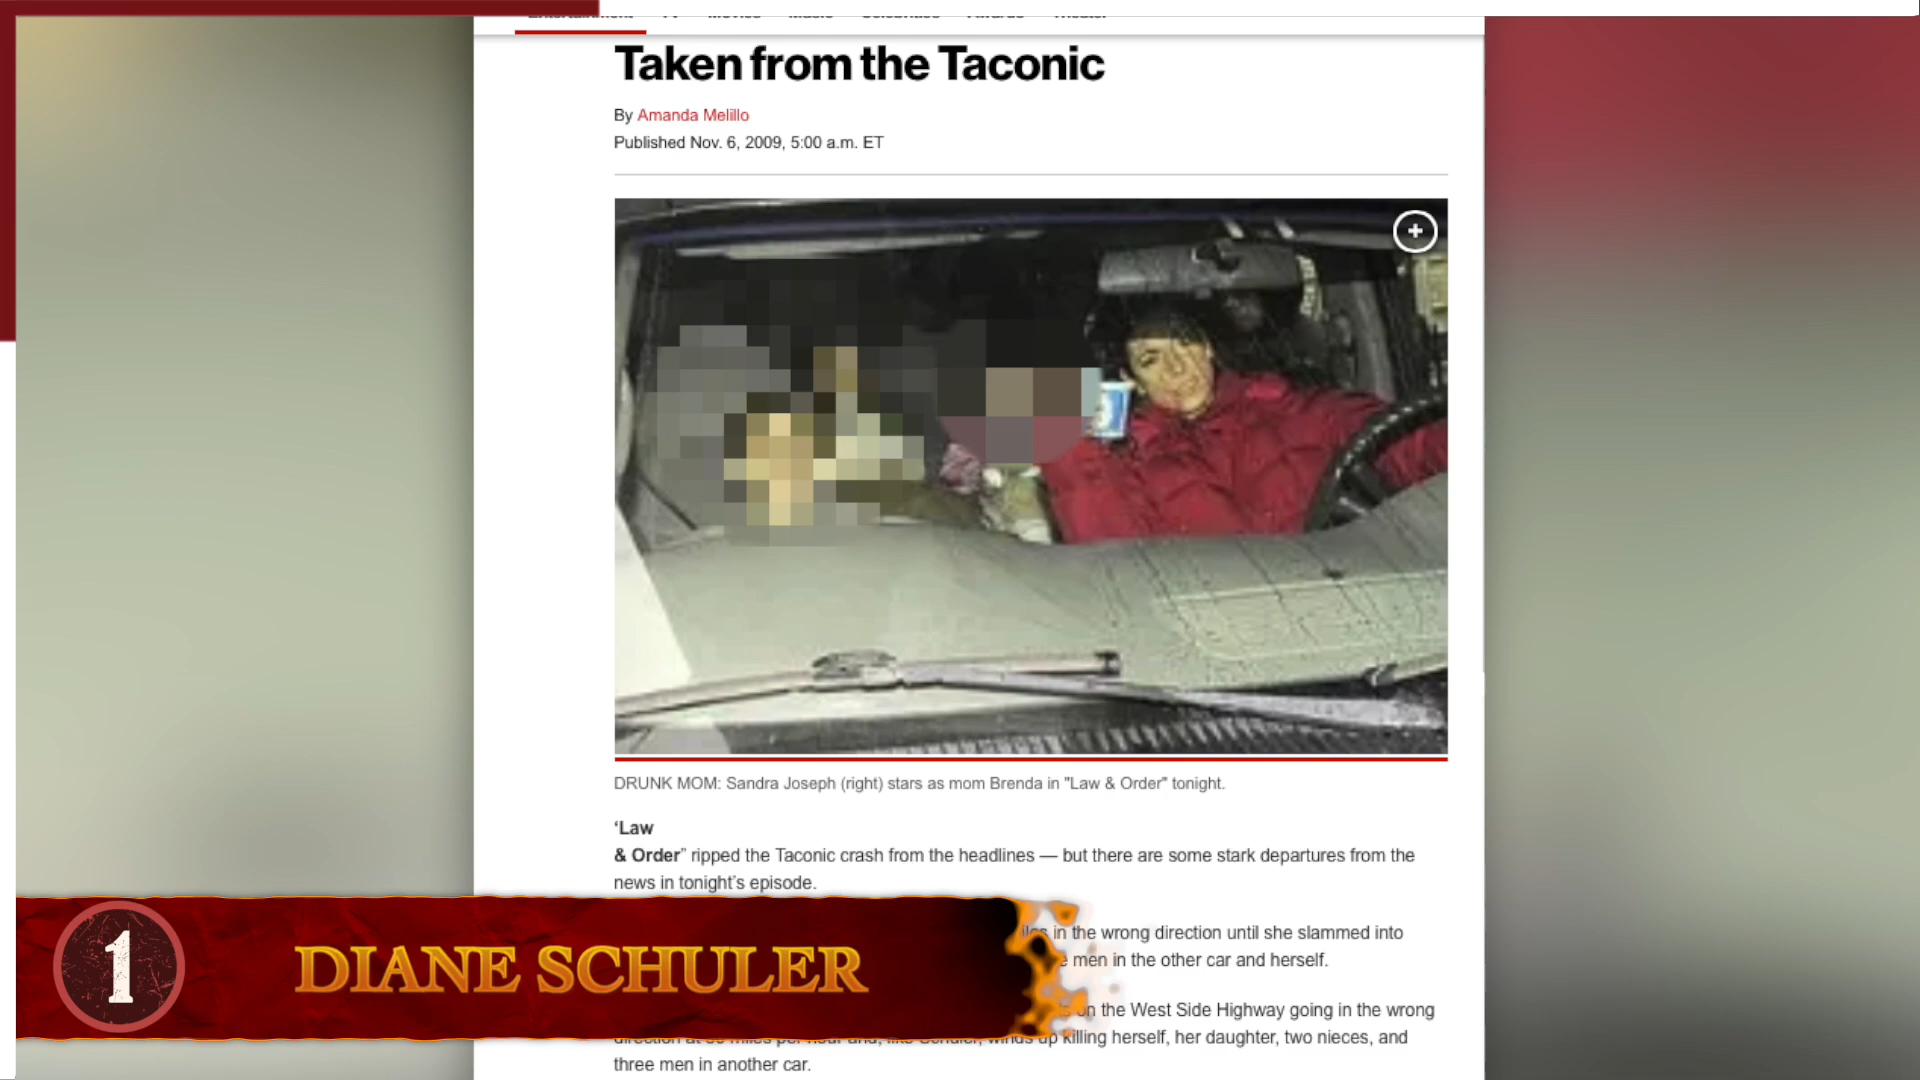 Taken from the Taconic
By Amanda Melillo
Published Nov. 6, 2009, 5:00 a.m. ET
DRUNK MOM: Sandra Joseph (right) stars as mom Brenda in "Law & Order" tonight.
‘Law
& Order” ripped the Taconic crash from the headlines — but there are some stark departures from the
news in tonight’s episode.
in the wrong direction until she slammed into
men in the other car and herself.
on the West Side Highway going in the wrong
killing herself, her daughter, two nieces, and
three men in another car.
1
DIANE SCHULER